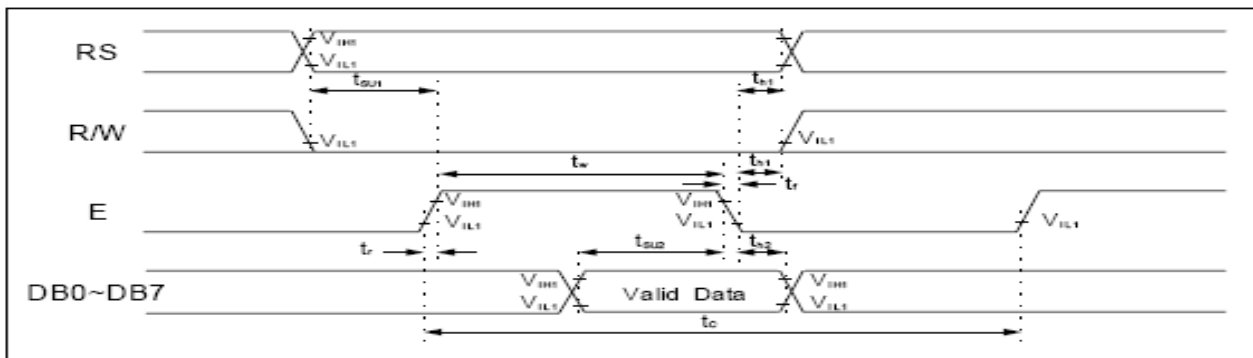 RS
VIH1
VIL1
tSU1
th1
R/W
VIL1
VIL1
tw
th1
tf
E
VIH1
VIL1
VIH1
VIL1
VIL1
tr
tSU2
th2
DB0~DB7
VIH1
VIL1
Valid Data
VIH1
VIL1
tC